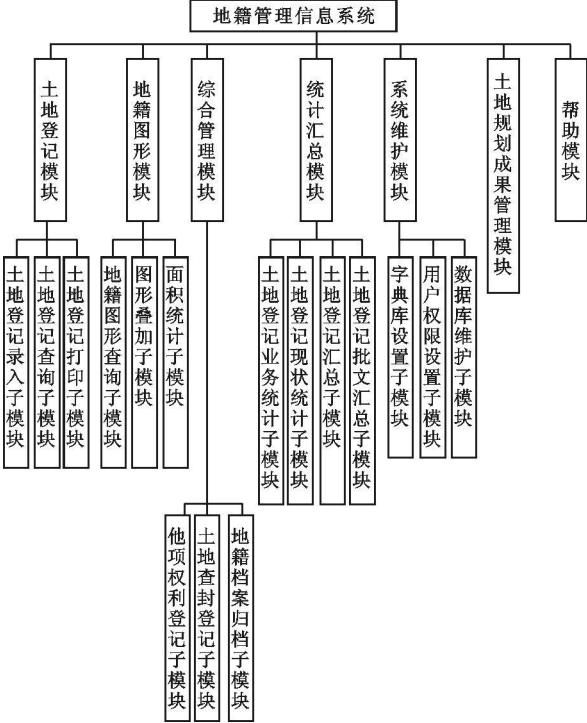 地籍管理信息系统
土地登记模块
地籍图形模块
综合管理模块
统计汇总模块
系统维护模块
土地规划成果管理模块
帮助模块
土地登记录入子模块
土地登记查询子模块
土地登记打印子模块
地籍图形查询子模块
图形叠加子模块
面积统计子模块
土地登记业务统计子模块
土地登记现状统计子模块
土地登记汇总子模块
土地登记批文汇总子模块
字典库设置子模块
用户权限设置子模块
数据库维护子模块
他项权利登记子模块
土地查封登记子模块
地籍档案归档子模块